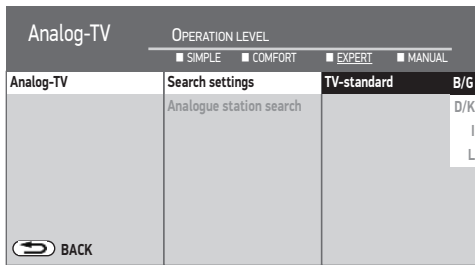 Analog-TV
OPERATION LEVEL
SIMPLE COMFORT EXPERT MANUAL
Analog-TV Search settings TV-standard B/G
Analogue station search D/K
I
L
BACK